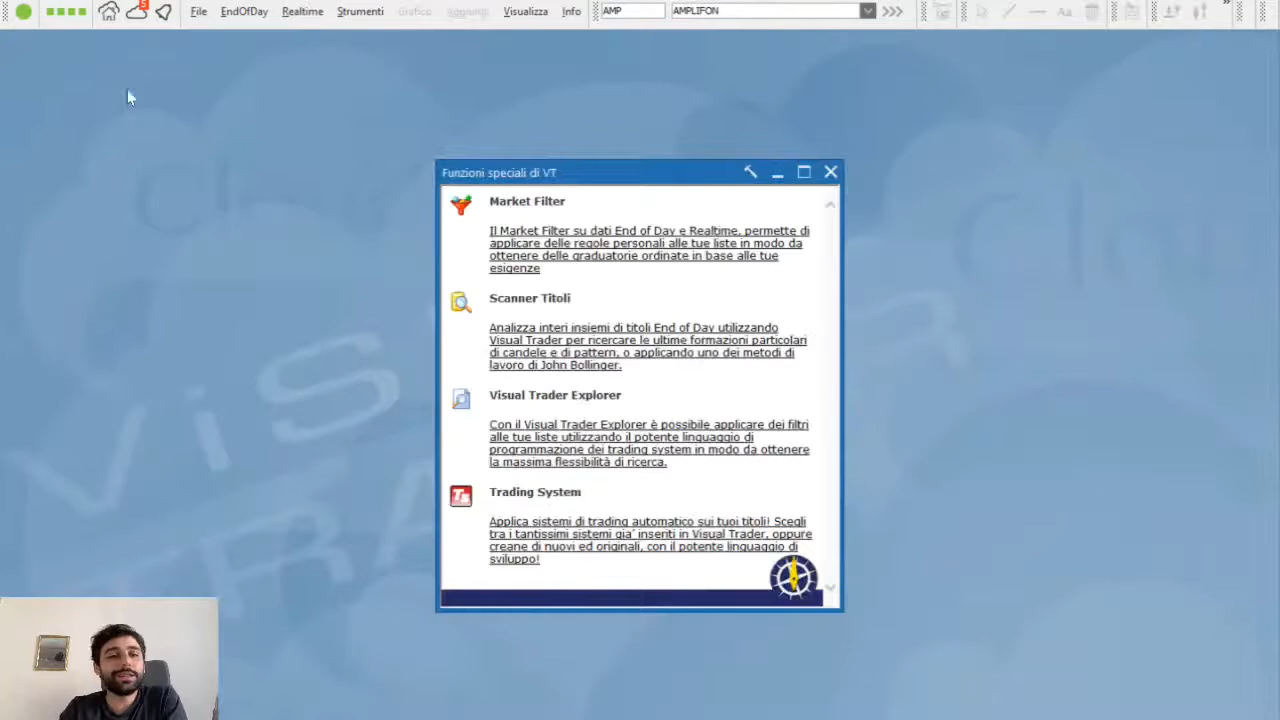 5
File EndOfDay Realtime Strumenti Grafico Aggiungi Visualizza Info AMP AMPLIFON
Aa
Funzioni speciali di VT
Market Filter
Il Market Filter su dati End of Day e Realtime, permette di
applicare delle regole personali alle tue liste in modo da
ottenere delle graduatorie ordinate in base alle tue
esigenze
Scanner Titoli
Analizza interi insiemi di titoli End of Day utilizzando
Visual Trader per ricercare le ultime formazioni particolari
di candele e di pattern, o applicando uno dei metodi di
lavoro di John Bollinger.
Visual Trader Explorer
Con il Visual Trader Explorer è possibile applicare dei filtri
alle tue liste utilizzando il potente linguaggio di
programmazione dei trading system in modo da ottenere
la massima flessibilità di ricerca.
Trading System
Ts
Applica sistemi di trading automatico sui tuoi titoli! Scegli
tra i tantissimi sistemi gia' inseriti in Visual Trader, oppure
creane di nuovi ed originali, con il potente linguaggio di
sviluppo!